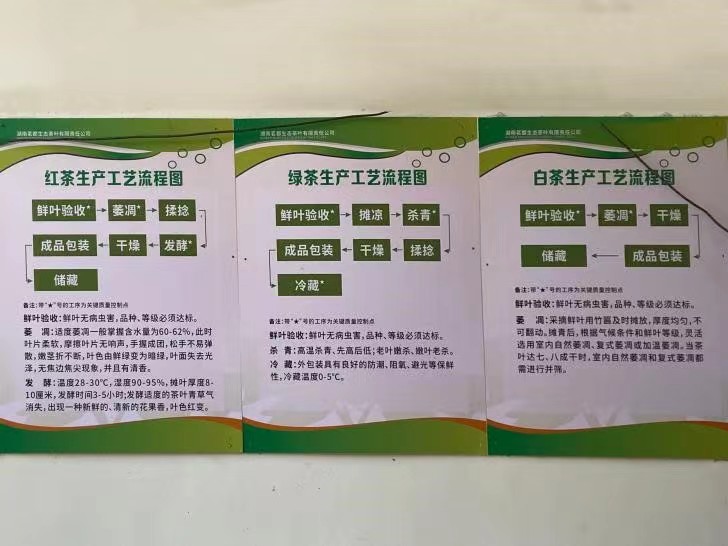 湖南茗都生态茶叶有限责任公司
红茶生产工艺流程图
鲜叶验收★ 萎凋★ 揉捻
成品包装 干燥 发酵★
储藏
备注:带"★"号的工序为关键质量控制点
鲜叶验收:鲜叶无病虫害,品种、等级必须达标。
萎 凋:适度萎凋一般掌握含水量为60-62%,此时
叶片柔软,摩擦叶片无响声,手握成团,松手不易弹
散,嫩茎折不断,叶色由鲜绿变为暗绿,叶面失去光
泽,无焦边焦尖现象,并且有清香。
发 酵:温度28-30℃,湿度90-95%,摊叶厚度8-
10厘米,发酵时间3-5小时;发酵适度的茶叶青草气
消失,出现一种新鲜的、清新的花果香,叶色红变。
湖南茗都生态茶叶有限责任公司
绿茶生产工艺流程图
鲜叶验收★ 摊凉 杀青★
成品包装 干燥 揉捻
冷藏★
备注:带"★"号的工序为关键质量控制点
鲜叶验收:鲜叶无病虫害,品种、等级必须达标。
杀 青:高温杀青、先高后低;老叶嫩杀、嫩叶老杀。
冷 藏:外包装具有良好的防潮、阻氧、避光等保鲜
性,冷藏温度0-5℃。
湖南茗都生态茶叶有限责任公司
白茶生产工艺流程图
鲜叶验收★ 萎凋★ 干燥
储藏 成品包装
备注:带"★"号的工序为关键质量控制点
鲜叶验收:鲜叶无病虫害,品种、等级必须达标。
萎 凋:采摘鲜叶用竹匾及时摊放,厚度均匀,不
可翻动。摊青后,根据气候条件和鲜叶等级,灵活
选用室内自然萎凋、复式萎凋或加温萎凋。当茶
叶达七、八成干时,室内自然萎凋和复式萎凋都
需进行并筛。